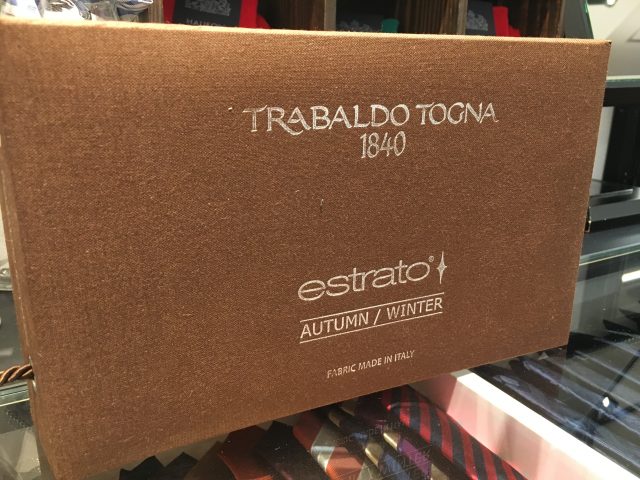 TRABALDO TOGNA
1840
estrato®
AUTUMN / WINTER
FABRIC MADE IN ITALY